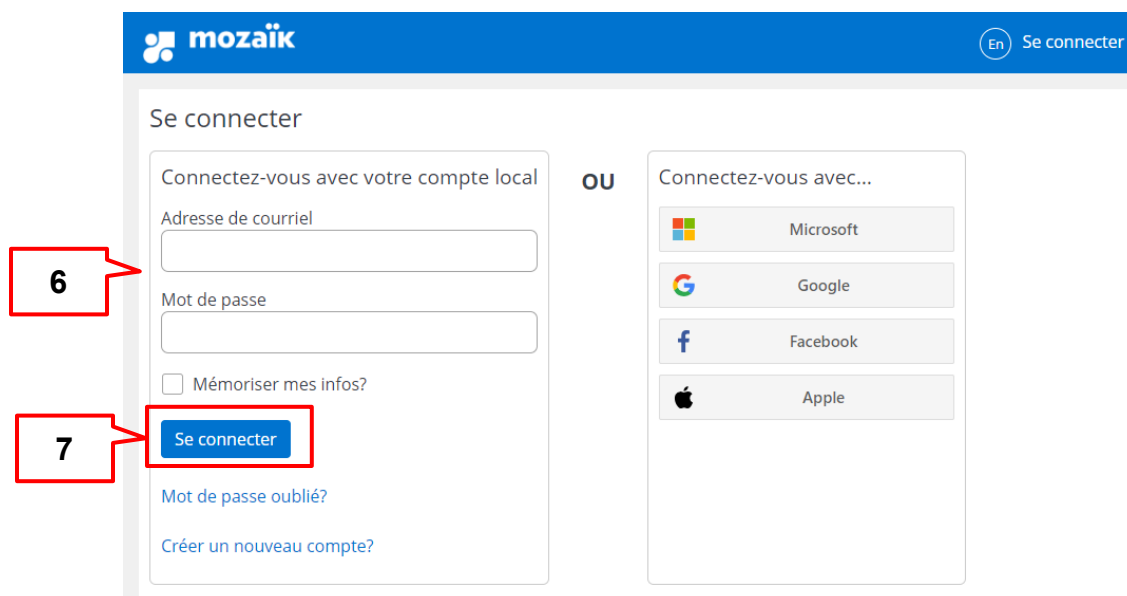 mozaïk
En Se connecter
Se connecter
Connectez-vous avec votre compte local
Adresse de courriel
6
Mot de passe
Mémoriser mes infos?
7
Se connecter
Mot de passe oublié?
Créer un nouveau compte?
OU
Connectez-vous avec...
Microsoft
Google
Facebook
Apple